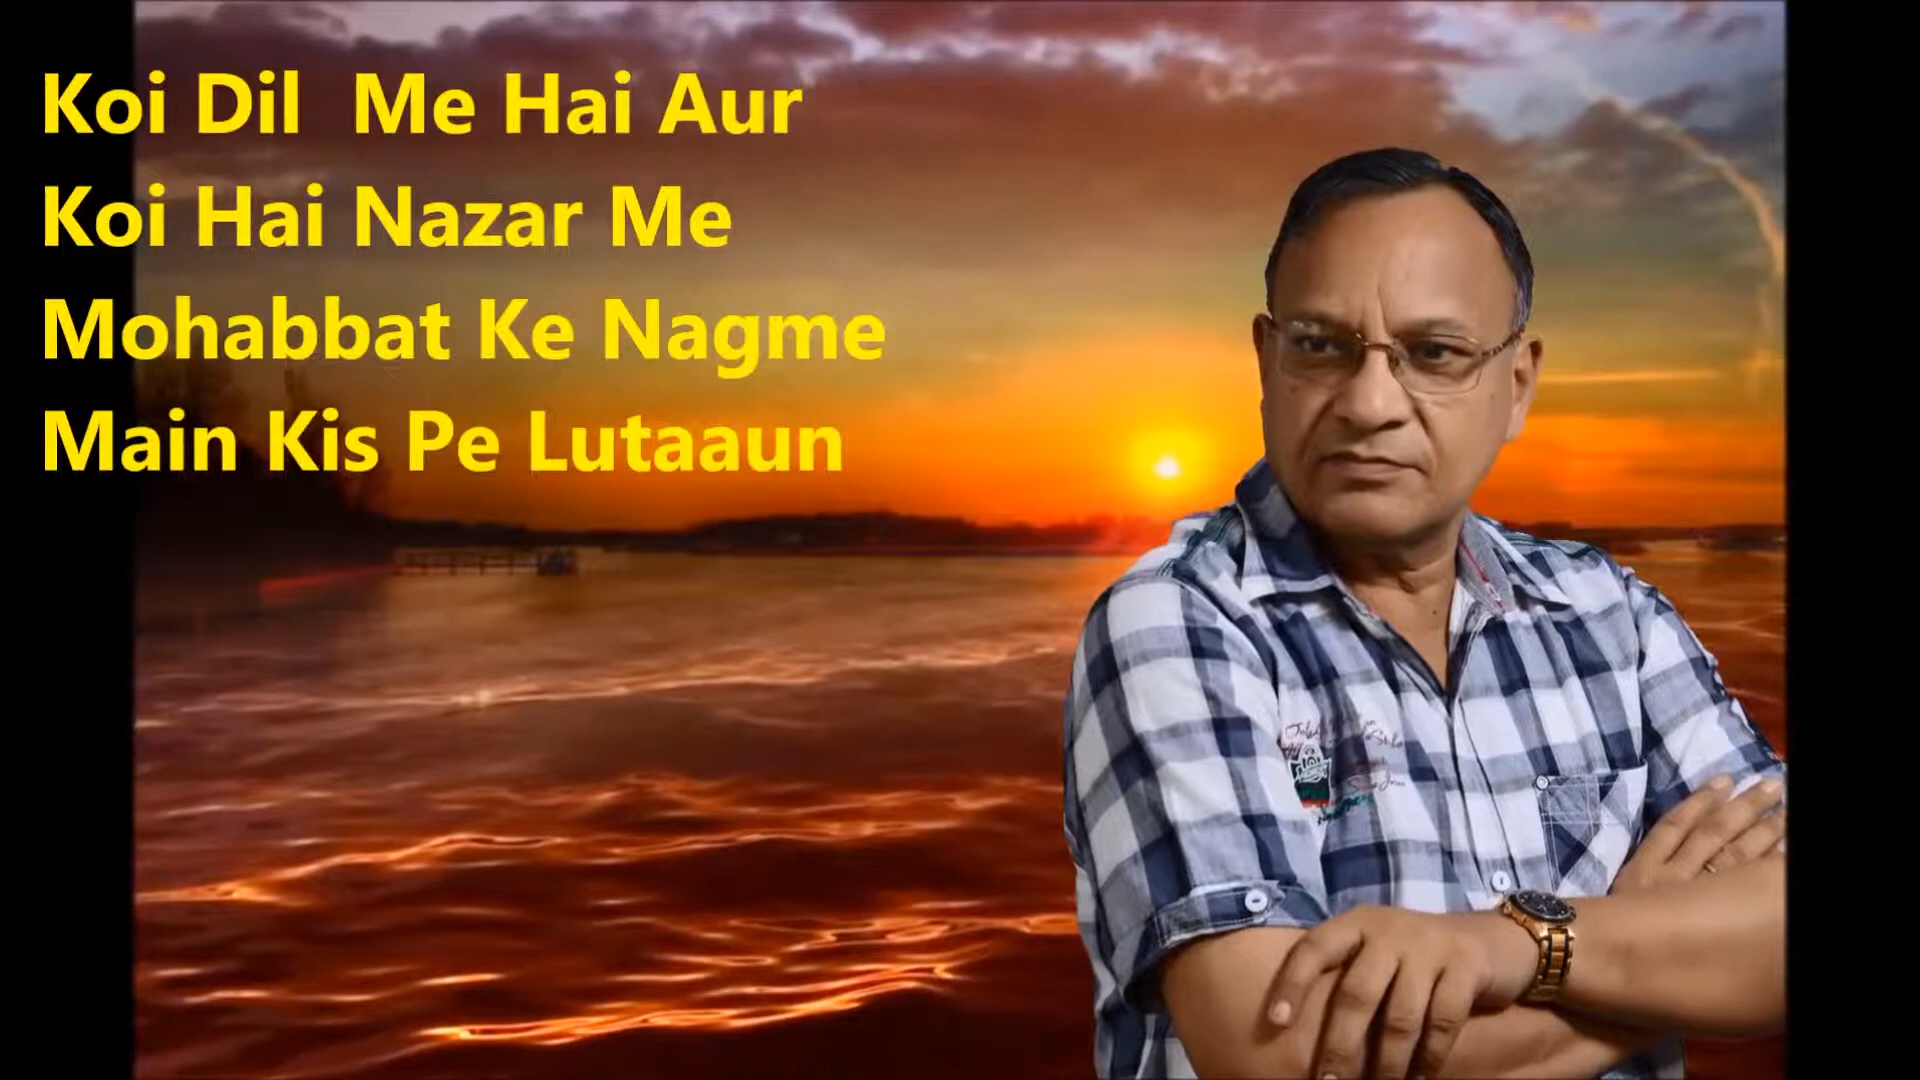 Koi Dil  Me Hai Aur
Koi Hai Nazar Me
Mohabbat Ke Nagme
Main Kis Pe Lutaaun